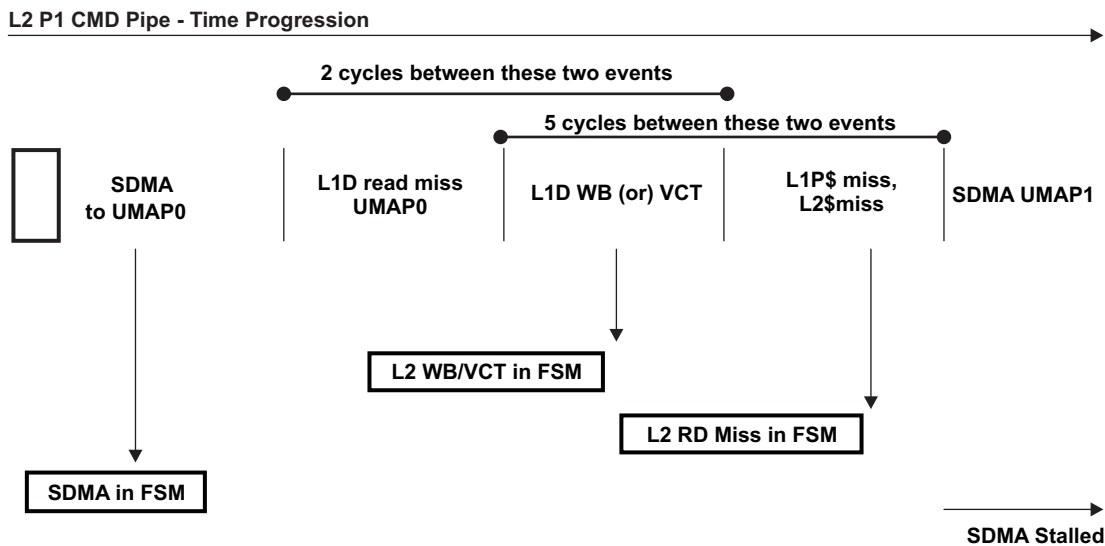 L2 P1 CMD Pipe - Time Progression
2 cycles between these two events
5 cycles between these two events
SDMA
to UMAP0
L1D read miss
UMAP0
L1D WB (or) VCT
L1P$ miss,
L2$miss
SDMA UMAP1
L2 WB/VCT in FSM
L2 RD Miss in FSM
SDMA in FSM
SDMA Stalled